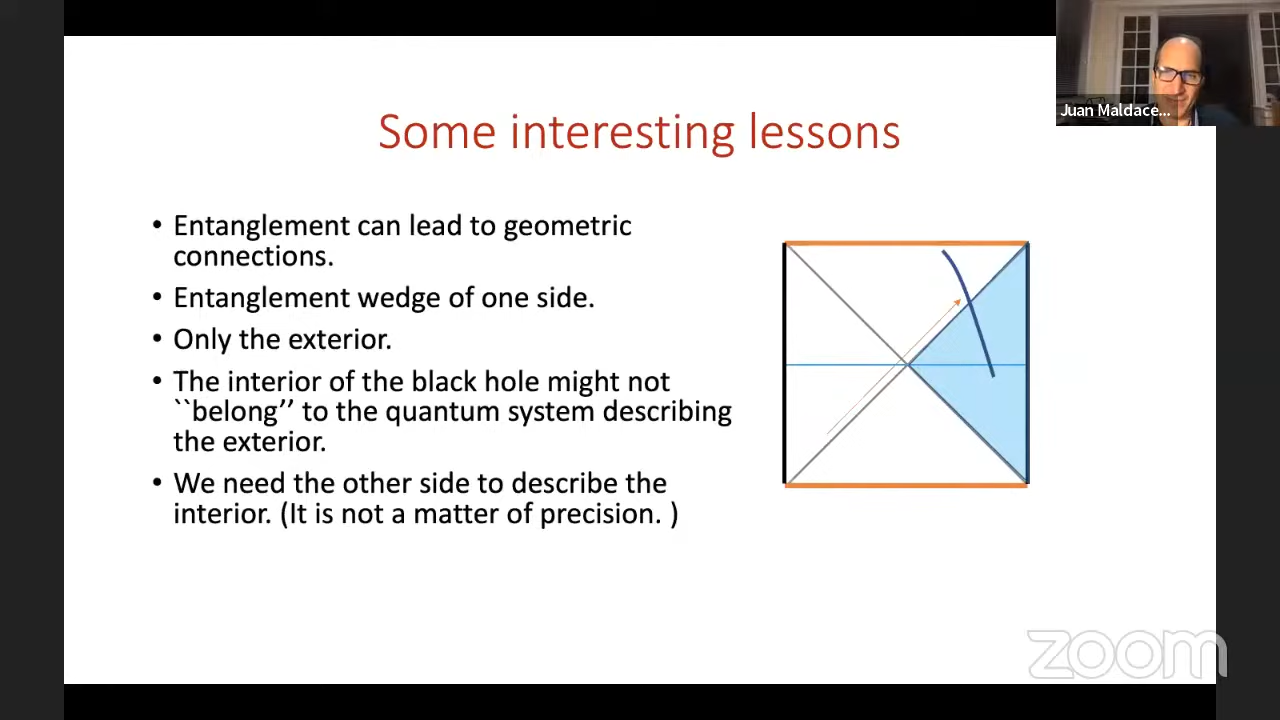 Juan Maldace...
Some interesting lessons
• Entanglement can lead to geometric
connections.
• Entanglement wedge of one side.
• Only the exterior.
• The interior of the black hole might not
``belong’’ to the quantum system describing
the exterior.
• We need the other side to describe the
interior. (It is not a matter of precision. )
zoom